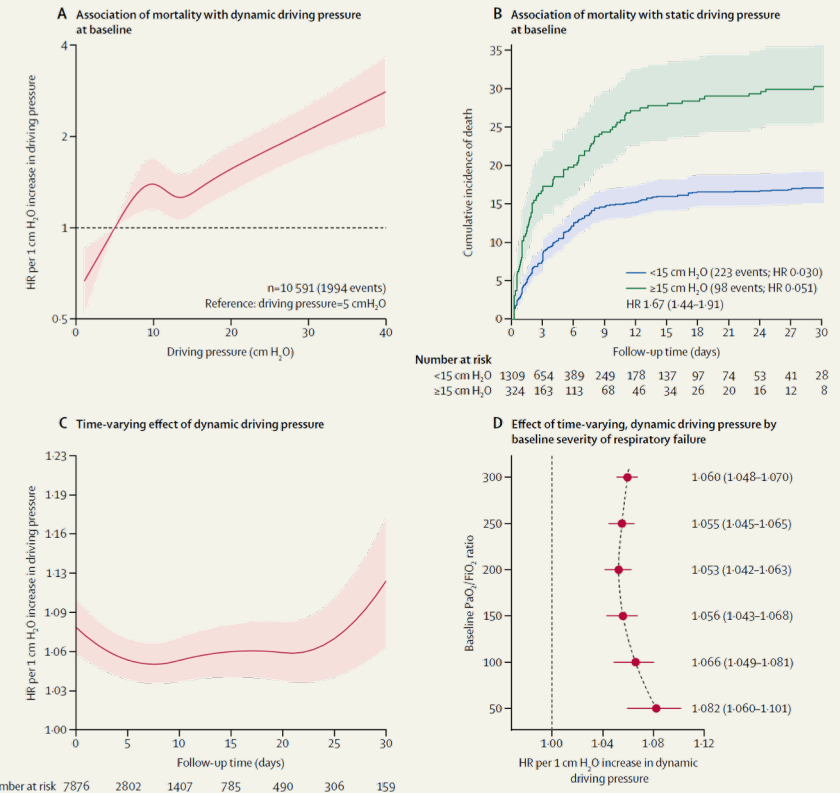 A Association of mortality with dynamic driving pressure
at baseline
HR per 1 cm H₂O increase in driving pressure
4
2
1
0·5
n=10 591 (1994 events)
Reference: driving pressure=5 cmH₂O
0 10 20 30 40
Driving pressure (cm H₂O)
B Association of mortality with static driving pressure
at baseline
Cumulative incidence of death
35
30
25
20
15
10
5
0
<15 cm H₂O (223 events; HR 0·030)
≥15 cm H₂O (98 events; HR 0·051)
HR 1·67 (1·44–1·91)
0 3 6 9 12 15 18 21 24 27 30
Follow-up time (days)
Number at risk
<15 cm H₂O 1309 654 389 249 178 137 97 74 53 41 28
≥15 cm H₂O 324 163 113 68 46 34 26 20 16 12 8
C Time-varying effect of dynamic driving pressure
HR per 1 cm H₂O increase in driving pressure
1·23
1·19
1·16
1·13
1·09
1·06
1·03
1·00
0 5 10 15 20 25 30
Follow-up time (days)
mber at risk 7876 2802 1407 785 490 306 159
D Effect of time-varying, dynamic driving pressure by
baseline severity of respiratory failure
Baseline PaO₂/FiO₂ ratio
300 1·060 (1·048–1·070)
250 1·055 (1·045–1·065)
200 1·053 (1·042–1·063)
150 1·056 (1·043–1·068)
100 1·066 (1·049–1·081)
50 1·082 (1·060–1·101)
1·00 1·04 1·08 1·12
HR per 1 cm H₂O increase in dynamic
driving pressure